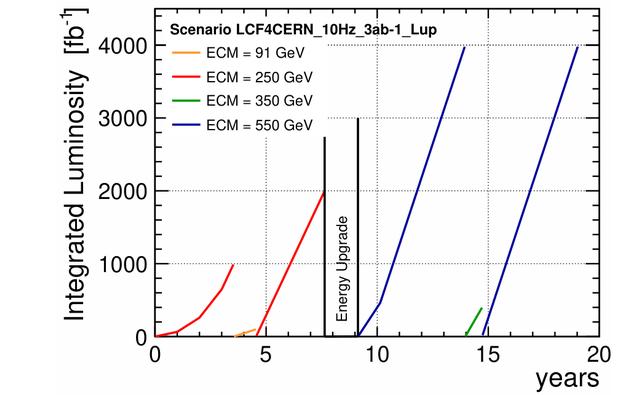 Integrated Luminosity [fb⁻¹]
Scenario LCF4CERN_10Hz_3ab-1_Lup
ECM = 91 GeV
ECM = 250 GeV
ECM = 350 GeV
ECM = 550 GeV
4000
3000
2000
1000
0
Energy Upgrade
0 5 10 15 20
years